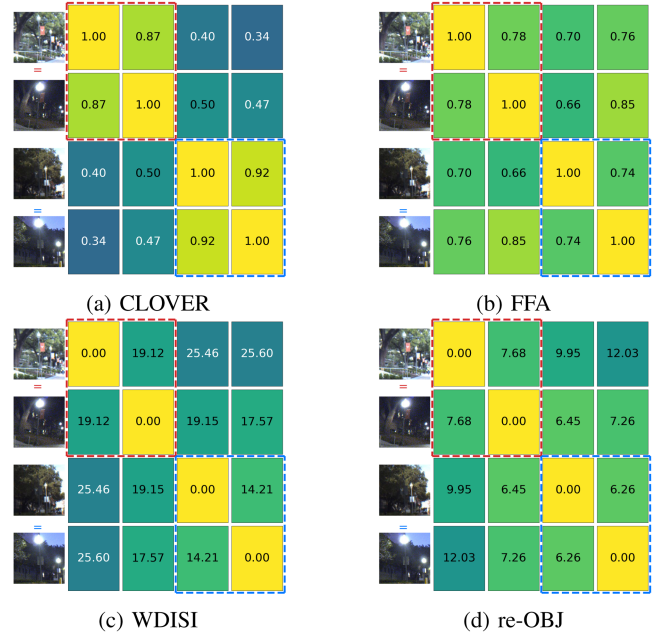 1.00 0.87 0.40 0.34
=
0.87 1.00 0.50 0.47
0.40 0.50 1.00 0.92
=
0.34 0.47 0.92 1.00
(a) CLOVER
1.00 0.78 0.70 0.76
=
0.78 1.00 0.66 0.85
0.70 0.66 1.00 0.74
=
0.76 0.85 0.74 1.00
(b) FFA
0.00 19.12 25.46 25.60
=
19.12 0.00 19.15 17.57
25.46 19.15 0.00 14.21
=
25.60 17.57 14.21 0.00
(c) WDISI
0.00 7.68 9.95 12.03
=
7.68 0.00 6.45 7.26
9.95 6.45 0.00 6.26
=
12.03 7.26 6.26 0.00
(d) re-OBJ